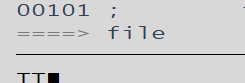 00101 ;
====> file
TT